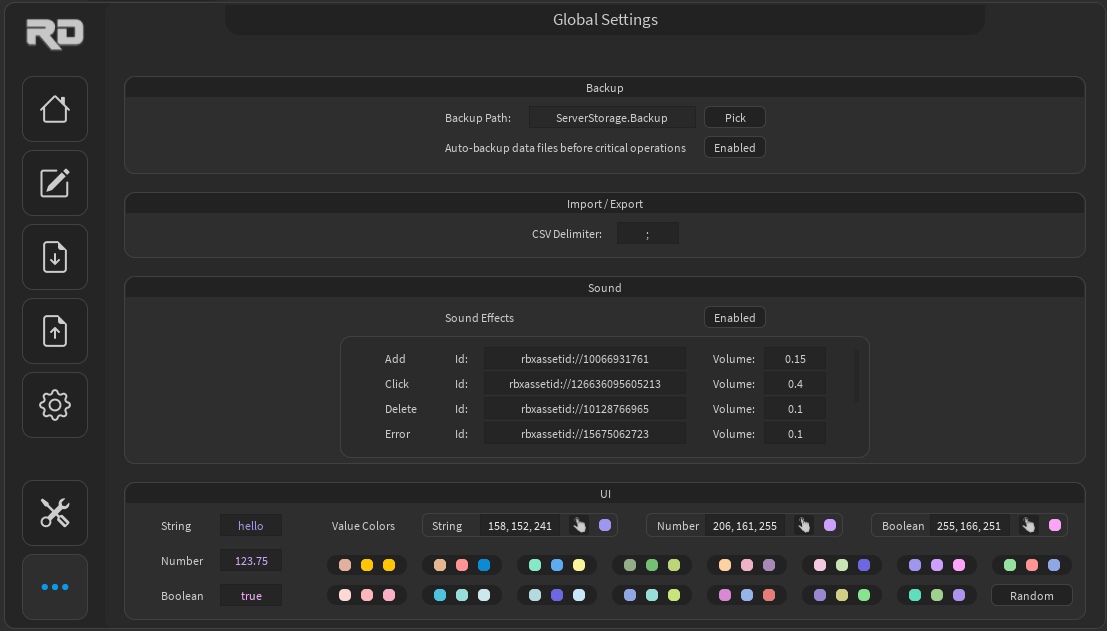 RD
Global Settings
Backup
Backup Path: ServerStorage.Backup Pick
Auto-backup data files before critical operations Enabled
Import / Export
CSV Delimiter: ;
Sound
Sound Effects Enabled
Add Id: rbxassetid://10066931761 Volume: 0.15
Click Id: rbxassetid://126636095605213 Volume: 0.4
Delete Id: rbxassetid://10128766965 Volume: 0.1
Error Id: rbxassetid://15675062723 Volume: 0.1
UI
String hello Value Colors String 158, 152, 241 Number 206, 161, 255 Boolean 255, 166, 251
Number 123.75
Boolean true Random